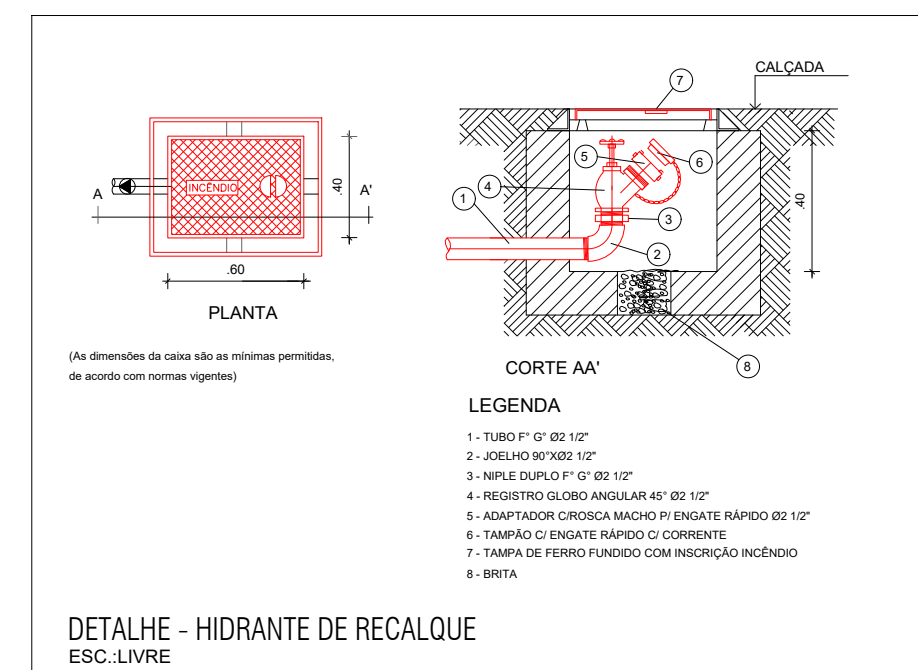 CALÇADA
7
5
6
4
1
3
2
8
.40
A
INCÊNDIO
A'
.40
.60
PLANTA
(As dimensões da caixa são as mínimas permitidas,
de acordo com normas vigentes)
CORTE AA'
LEGENDA
1 - TUBO F° G° Ø2 1/2"
2 - JOELHO 90°XØ2 1/2"
3 - NIPLE DUPLO F° G° Ø2 1/2"
4 - REGISTRO GLOBO ANGULAR 45° Ø2 1/2"
5 - ADAPTADOR C/ROSCA MACHO P/ ENGATE RÁPIDO Ø2 1/2"
6 - TAMPÃO C/ ENGATE RÁPIDO C/ CORRENTE
7 - TAMPA DE FERRO FUNDIDO COM INSCRIÇÃO INCÊNDIO
8 - BRITA
DETALHE - HIDRANTE DE RECALQUE
ESC.:LIVRE